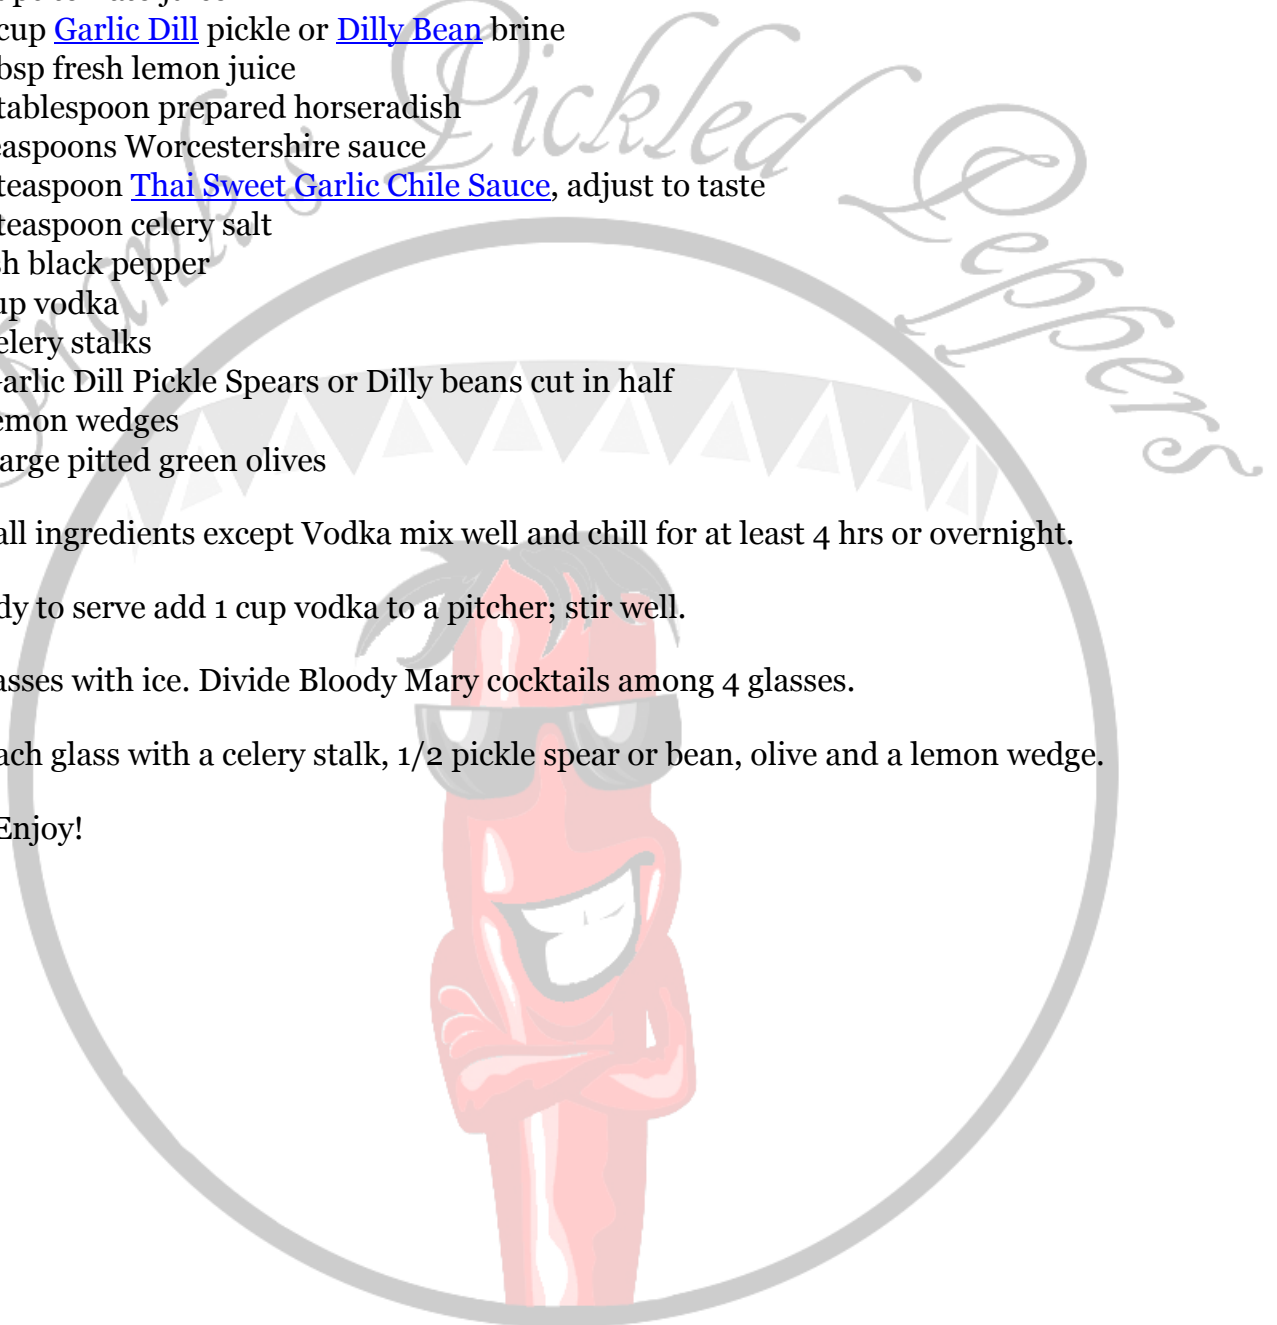 cup Garlic Dill pickle or Dilly Bean brine
bsp fresh lemon juice
tablespoon prepared horseradish
easpoons Worcestershire sauce
teaspoon Thai Sweet Garlic Chile Sauce, adjust to taste
teaspoon celery salt
sh black pepper
up vodka
elery stalks
Garlic Dill Pickle Spears or Dilly beans cut in half
emon wedges
large pitted green olives
all ingredients except Vodka mix well and chill for at least 4 hrs or overnight.
dy to serve add 1 cup vodka to a pitcher; stir well.
asses with ice. Divide Bloody Mary cocktails among 4 glasses.
ach glass with a celery stalk, 1/2 pickle spear or bean, olive and a lemon wedge.
Enjoy!
Frank's Pickled Peppers